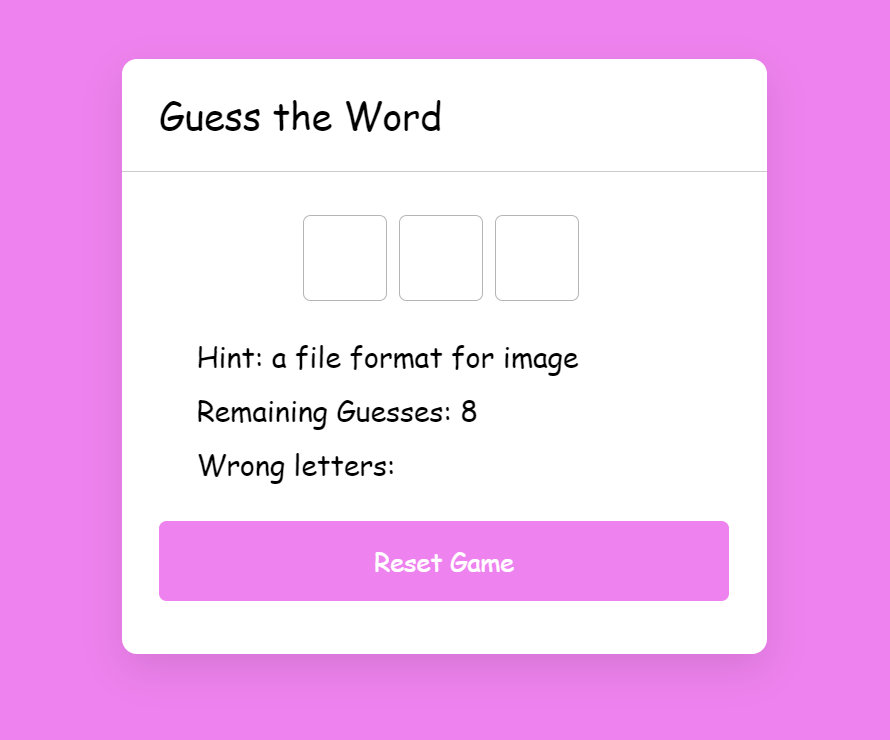 Guess the Word
Hint: a file format for image
Remaining Guesses: 8
Wrong letters:
Reset Game